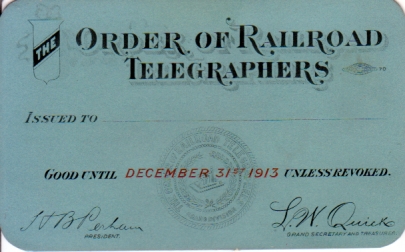 THE
ORDER OF RAILROAD
TELEGRAPHERS
ISSUED TO
GOOD UNTIL DECEMBER 31ST 1913 UNLESS REVOKED.
H B Perham L. W. Quick
PRESIDENT. GRAND SECRETARY AND TREASURER